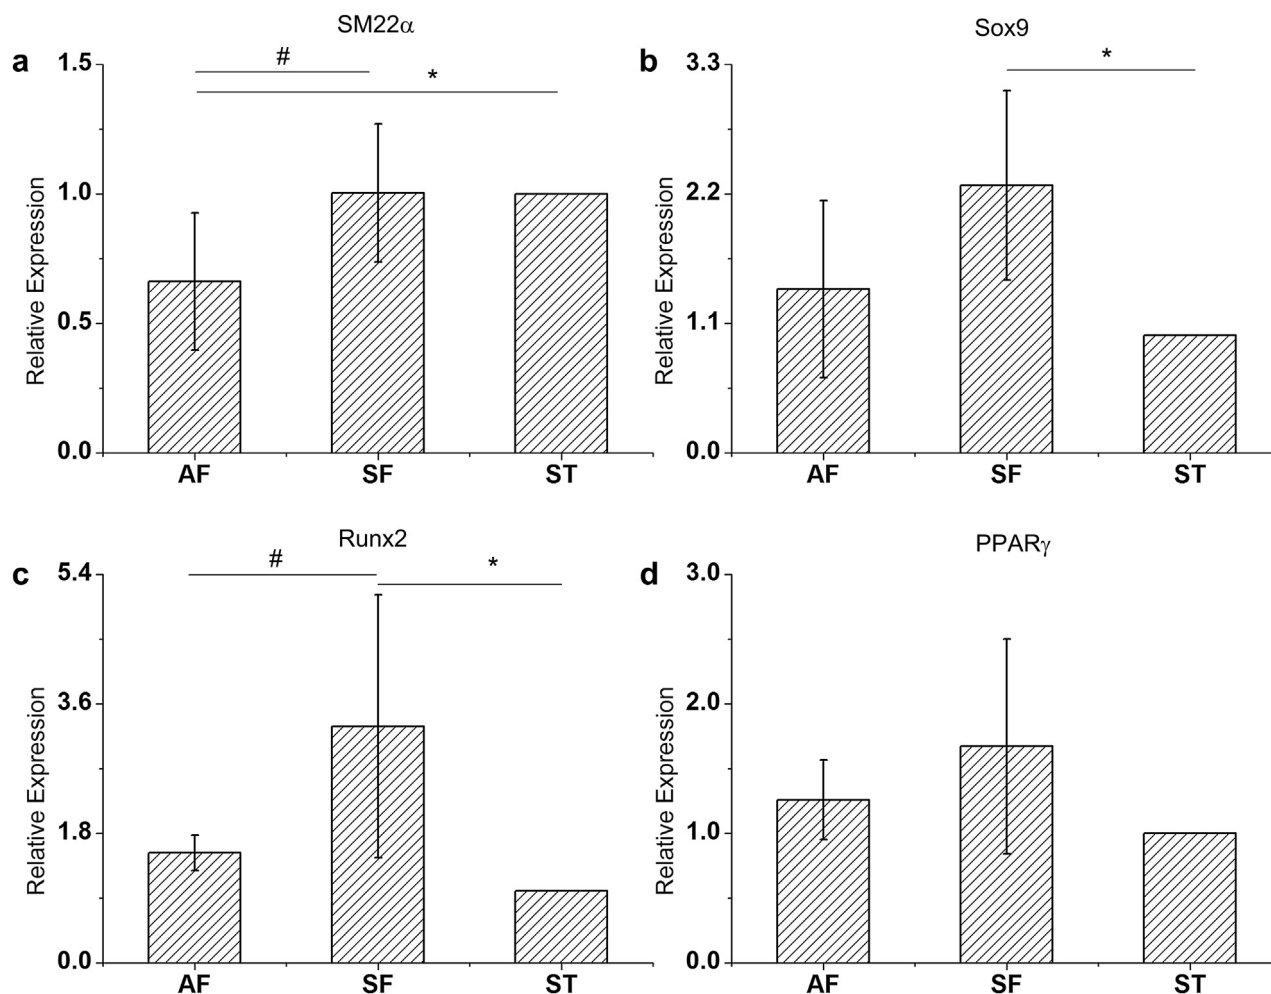 a
SM22α
#
*
1.5
1.0
0.5
0.0
Relative Expression
AF SF ST
b
Sox9
*
3.3
2.2
1.1
0.0
Relative Expression
AF SF ST
c
Runx2
#
*
5.4
3.6
1.8
0.0
Relative Expression
AF SF ST
d
PPARγ
3.0
2.0
1.0
0.0
Relative Expression
AF SF ST